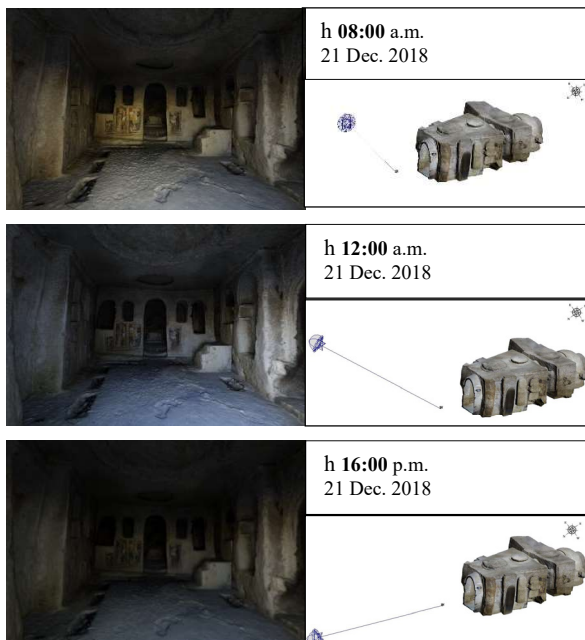 h 08:00 a.m.
21 Dec. 2018
h 12:00 a.m.
21 Dec. 2018
h 16:00 p.m.
21 Dec. 2018